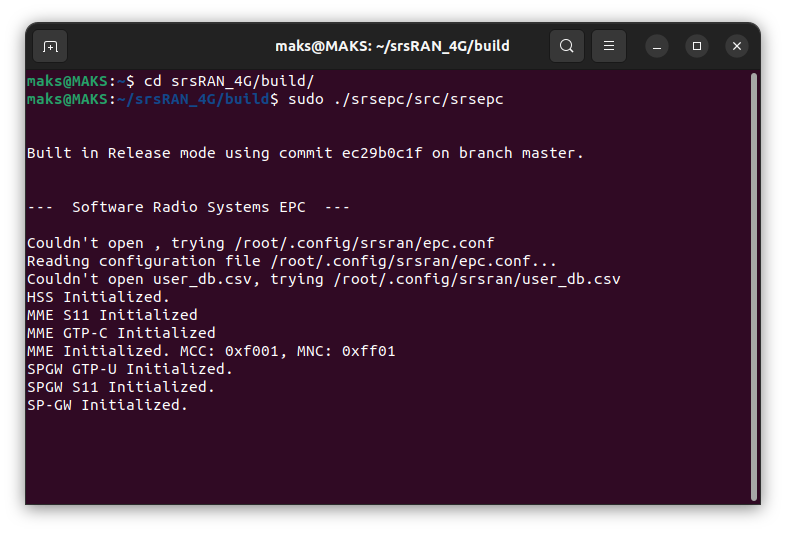 maks@MAKS: ~/srsRAN_4G/build
maks@MAKS:~$ cd srsRAN_4G/build/
maks@MAKS:~/srsRAN_4G/build$ sudo ./srsepc/src/srsepc
Built in Release mode using commit ec29b0c1f on branch master.
---  Software Radio Systems EPC  ---
Couldn't open , trying /root/.config/srsran/epc.conf
Reading configuration file /root/.config/srsran/epc.conf...
Couldn't open user_db.csv, trying /root/.config/srsran/user_db.csv
HSS Initialized.
MME S11 Initialized
MME GTP-C Initialized
MME Initialized. MCC: 0xf001, MNC: 0xff01
SPGW GTP-U Initialized.
SPGW S11 Initialized.
SP-GW Initialized.